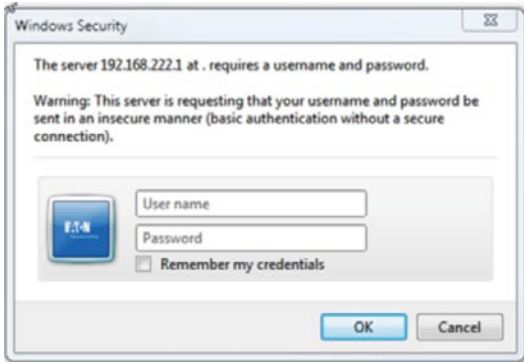 Windows Security
The server 192.168.222.1 at . requires a username and password.
Warning: This server is requesting that your username and password be
sent in an insecure manner (basic authentication without a secure
connection).
User name
E.T.N
Password
Remember my credentials
OK Cancel